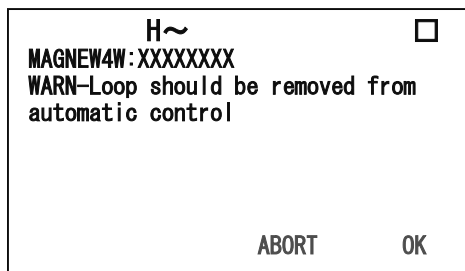 H～
MAGNEW4W:XXXXXXXX
WARN-Loop should be removed from
automatic control
ABORT OK